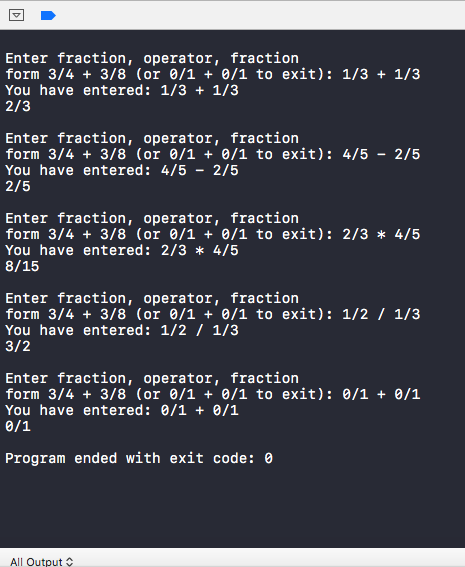 Enter fraction, operator, fraction
form 3/4 + 3/8 (or 0/1 + 0/1 to exit): 1/3 + 1/3
You have entered: 1/3 + 1/3
2/3
Enter fraction, operator, fraction
form 3/4 + 3/8 (or 0/1 + 0/1 to exit): 4/5 - 2/5
You have entered: 4/5 - 2/5
2/5
Enter fraction, operator, fraction
form 3/4 + 3/8 (or 0/1 + 0/1 to exit): 2/3 * 4/5
You have entered: 2/3 * 4/5
8/15
Enter fraction, operator, fraction
form 3/4 + 3/8 (or 0/1 + 0/1 to exit): 1/2 / 1/3
You have entered: 1/2 / 1/3
3/2
Enter fraction, operator, fraction
form 3/4 + 3/8 (or 0/1 + 0/1 to exit): 0/1 + 0/1
You have entered: 0/1 + 0/1
0/1
Program ended with exit code: 0
All Output